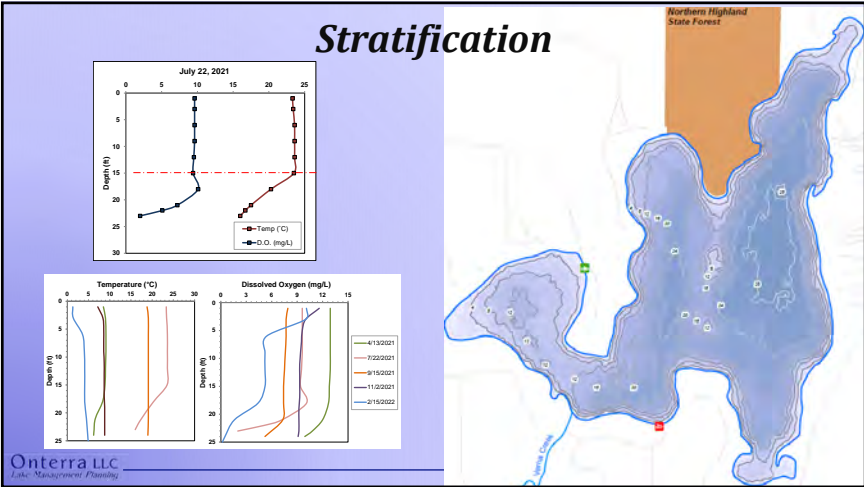 Stratification
Northern Highland
State Forest
July 22, 2021
0 5 10 15 20 25
0
5
10
15
20
25
30
Depth (ft)
Temp (˚C)
D.O. (mg/L)
Temperature (°C)
0 5 10 15 20 25 30
0
5
10
15
20
25
Depth (ft)
Dissolved Oxygen (mg/L)
0 3 6 9 12 15
0
5
10
15
20
25
Depth (ft)
4/13/2021
7/22/2021
9/15/2021
11/2/2021
2/15/2022
Creek
Onterra LLC
Lake Management Planning